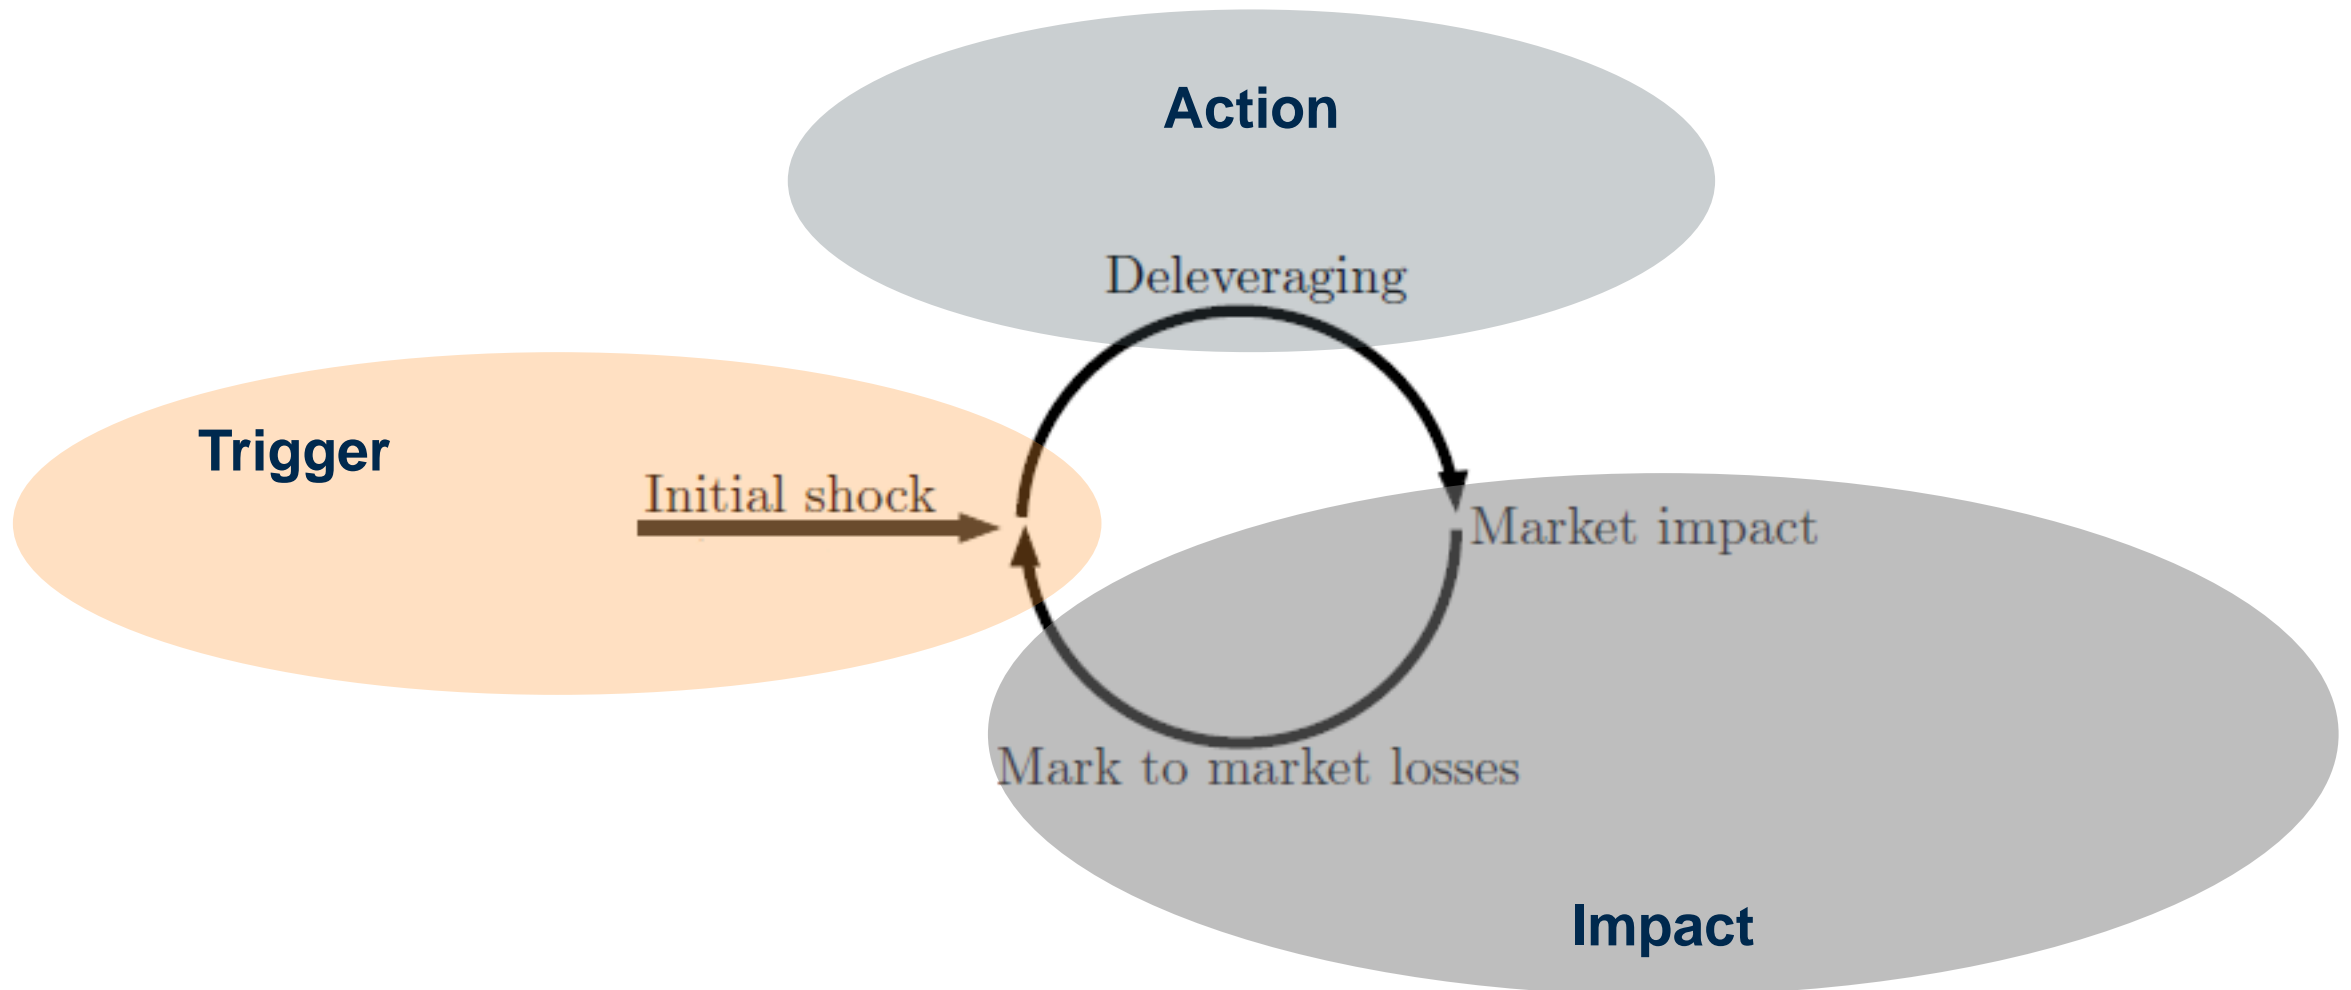 Action
Deleveraging
Trigger
Initial shock
Market impact
Mark to market losses
Impact